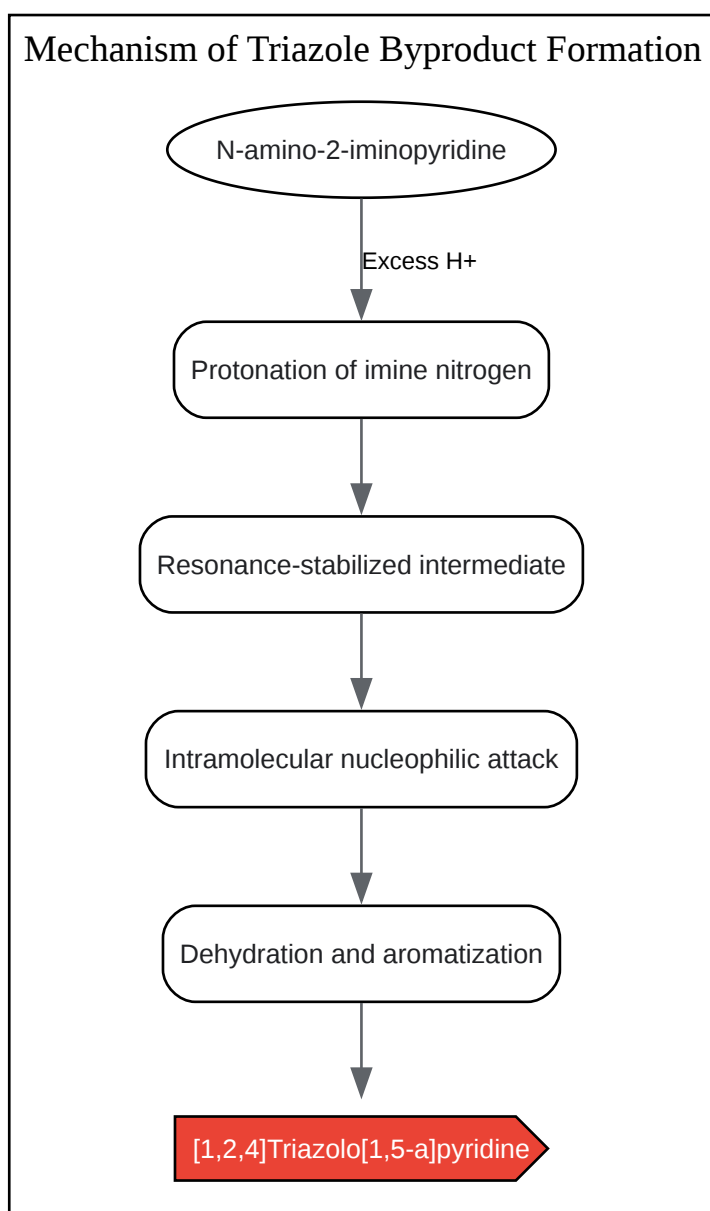 Mechanism of Triazole Byproduct Formation
N-amino-2-iminopyridine
Excess H+
Protonation of imine nitrogen
Resonance-stabilized intermediate
Intramolecular nucleophilic attack
Dehydration and aromatization
[1,2,4]Triazolo[1,5-a]pyridine